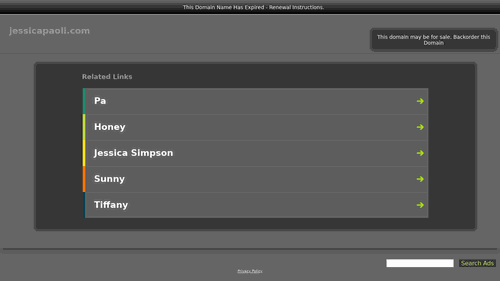 This Domain Name Has Expired - Renewal Instructions.
jessicapaoli.com
This domain may be for sale. Backorder this
Domain
Related Links
Pa
Honey
Jessica Simpson
Sunny
Tiffany
Search Ads
Privacy Policy